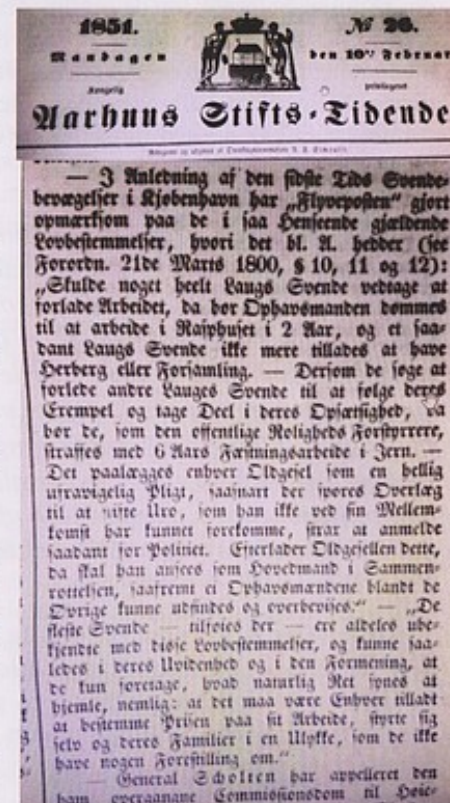 1851.
№ 26.
Mandagen
den 10de Februar
Kongelig
privilegeret
Aarhuus Stifts-Tidende
— I Anledning af den sidste Tids Svende-
bevægelser i Kjøbenhavn har „Flyveposten“ gjort
opmærksom paa de i saa Henseende gjældende
Lovbestemmelser, hvori det bl. A. hedder (see
Forordn. 21de Marts 1800, § 10, 11 og 12):
„Skulde noget heelt Laugs Svende vedtage at
forlade Arbeidet, da bør Ophavsmanden dømmes
til at arbeide i Rasphuset i 2 Aar, og et saa-
dant Laugs Svende ikke mere tillades at have
Herberg eller Forsamling. — Dersom de søge at
forlede andre Lauges Svende til at følge deres
Exempel og tage Deel i deres Opsætsighed, da
bør de, som den offentlige Roligheds Forstyrrere,
straffes med 6 Aars Fæstningsarbeide i Jern. —
Det paalægges enhver Oldgesel som en hellig
ufravigelig Pligt, saasnart der spores Overlæg
til at stifte Uro, som han ikke ved sin Mellem-
komst har kunnet forekomme, strax at anmelde
saadant for Politiet. Efterlader Oldgesellen dette,
da skal han ansees som Hovedmand i Sammen-
rottelsen, saafremt ei Ophavsmændene blandt de
Øvrige kunne udfindes og overbevises.“ — „De
fleste Svende — tilføies der — ere aldeles ube-
kjendte med disse Lovbestemmelser, og kunne saa-
ledes i deres Uvidenhed og i den Formening, at
de kun foretage, hvad naturlig Ret synes at
hjemle, nemlig: at det maa være Enhver tilladt
at bestemme Prisen paa sit Arbeide, styrte sig
selv og deres Familier i en Ulykke, som de ikke
have nogen Forestilling om.“
— General Scholten har appelleret den
ham overgaaede Commissionsdom til Høie-